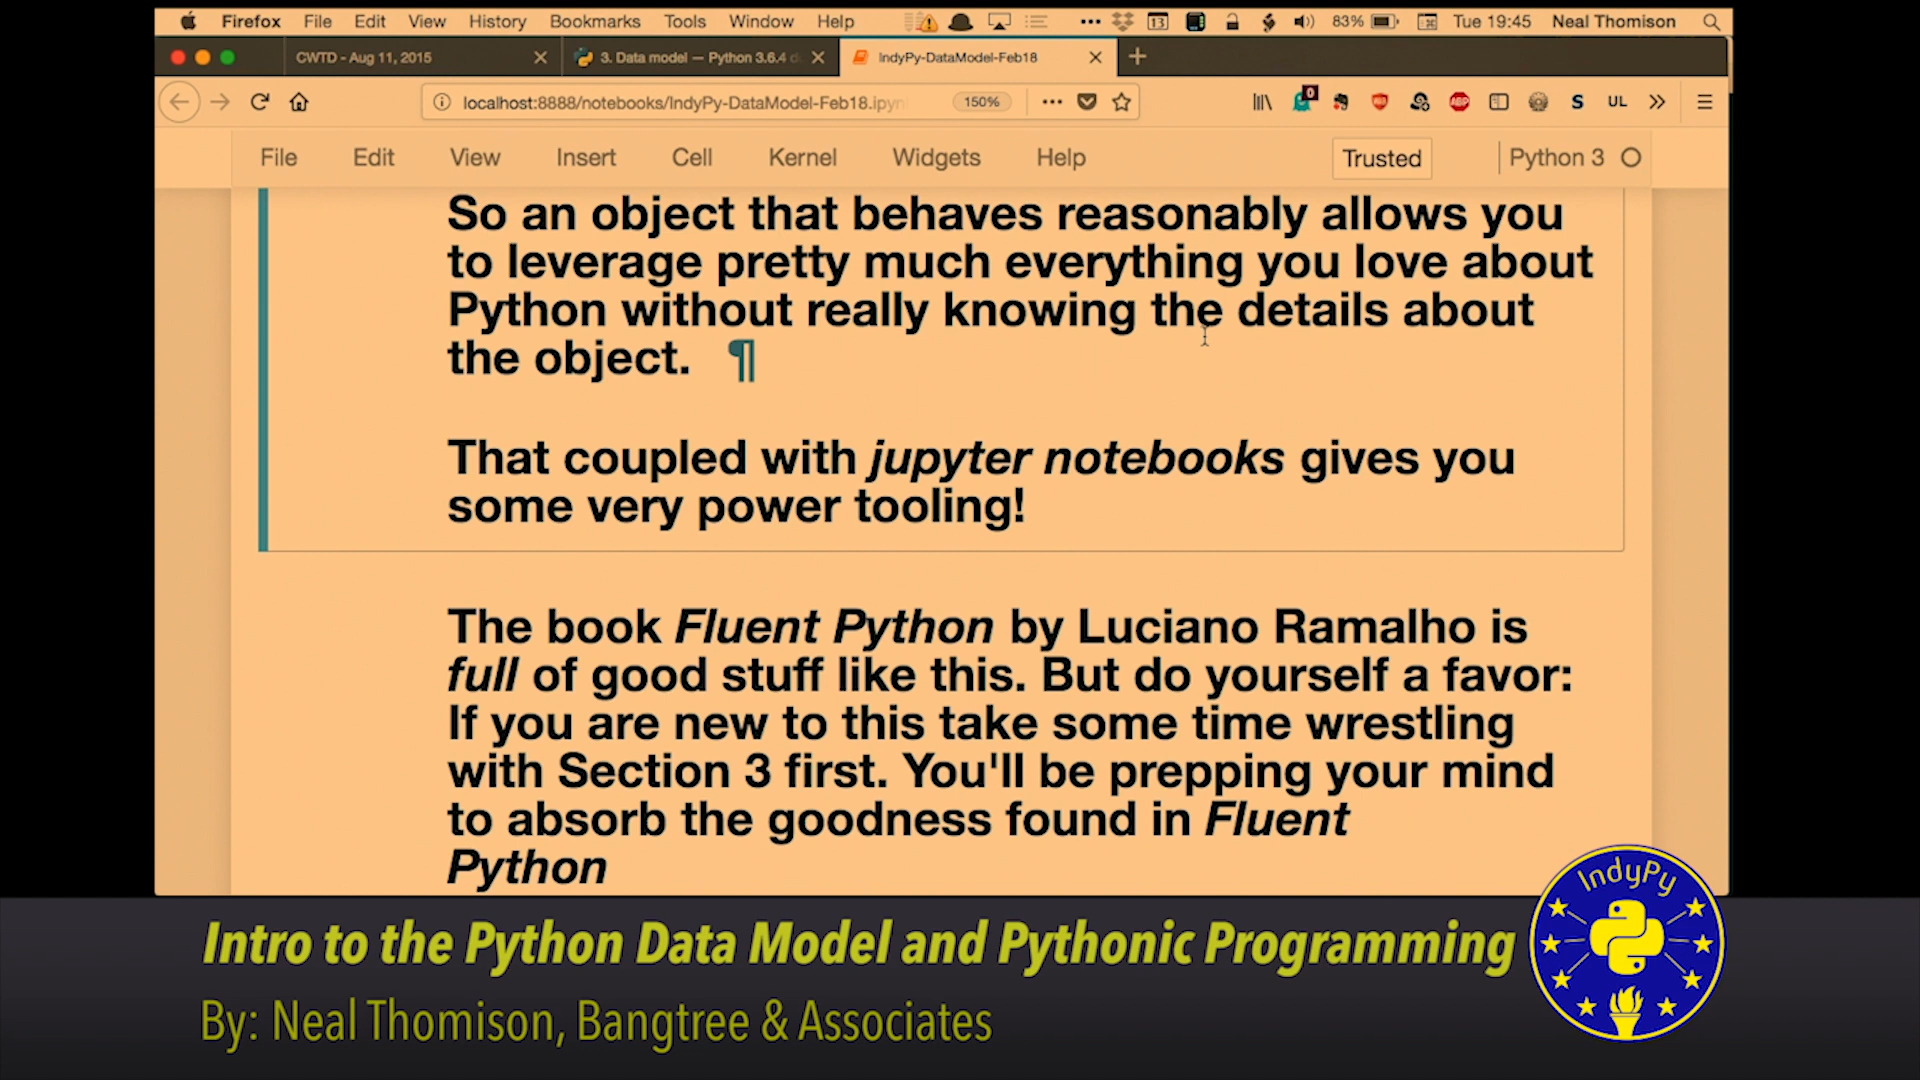 Firefox File Edit View History Bookmarks Tools Window Help 13 83% Tue 19:45 Neal Thomison
CWTD - Aug 11, 2015 3. Data model — Python 3.6.4 d IndyPy-DataModel-Feb18
localhost:8888/notebooks/IndyPy-DataModel-Feb18.ipyn 150% 0 ABP S UL
File Edit View Insert Cell Kernel Widgets Help Trusted Python 3
So an object that behaves reasonably allows you
to leverage pretty much everything you love about
Python without really knowing the details about
the object. ¶
That coupled with jupyter notebooks gives you
some very power tooling!
The book Fluent Python by Luciano Ramalho is
full of good stuff like this. But do yourself a favor:
If you are new to this take some time wrestling
with Section 3 first. You'll be prepping your mind
to absorb the goodness found in Fluent
Python
IndyPy
Intro to the Python Data Model and Pythonic Programming
By: Neal Thomison, Bangtree & Associates